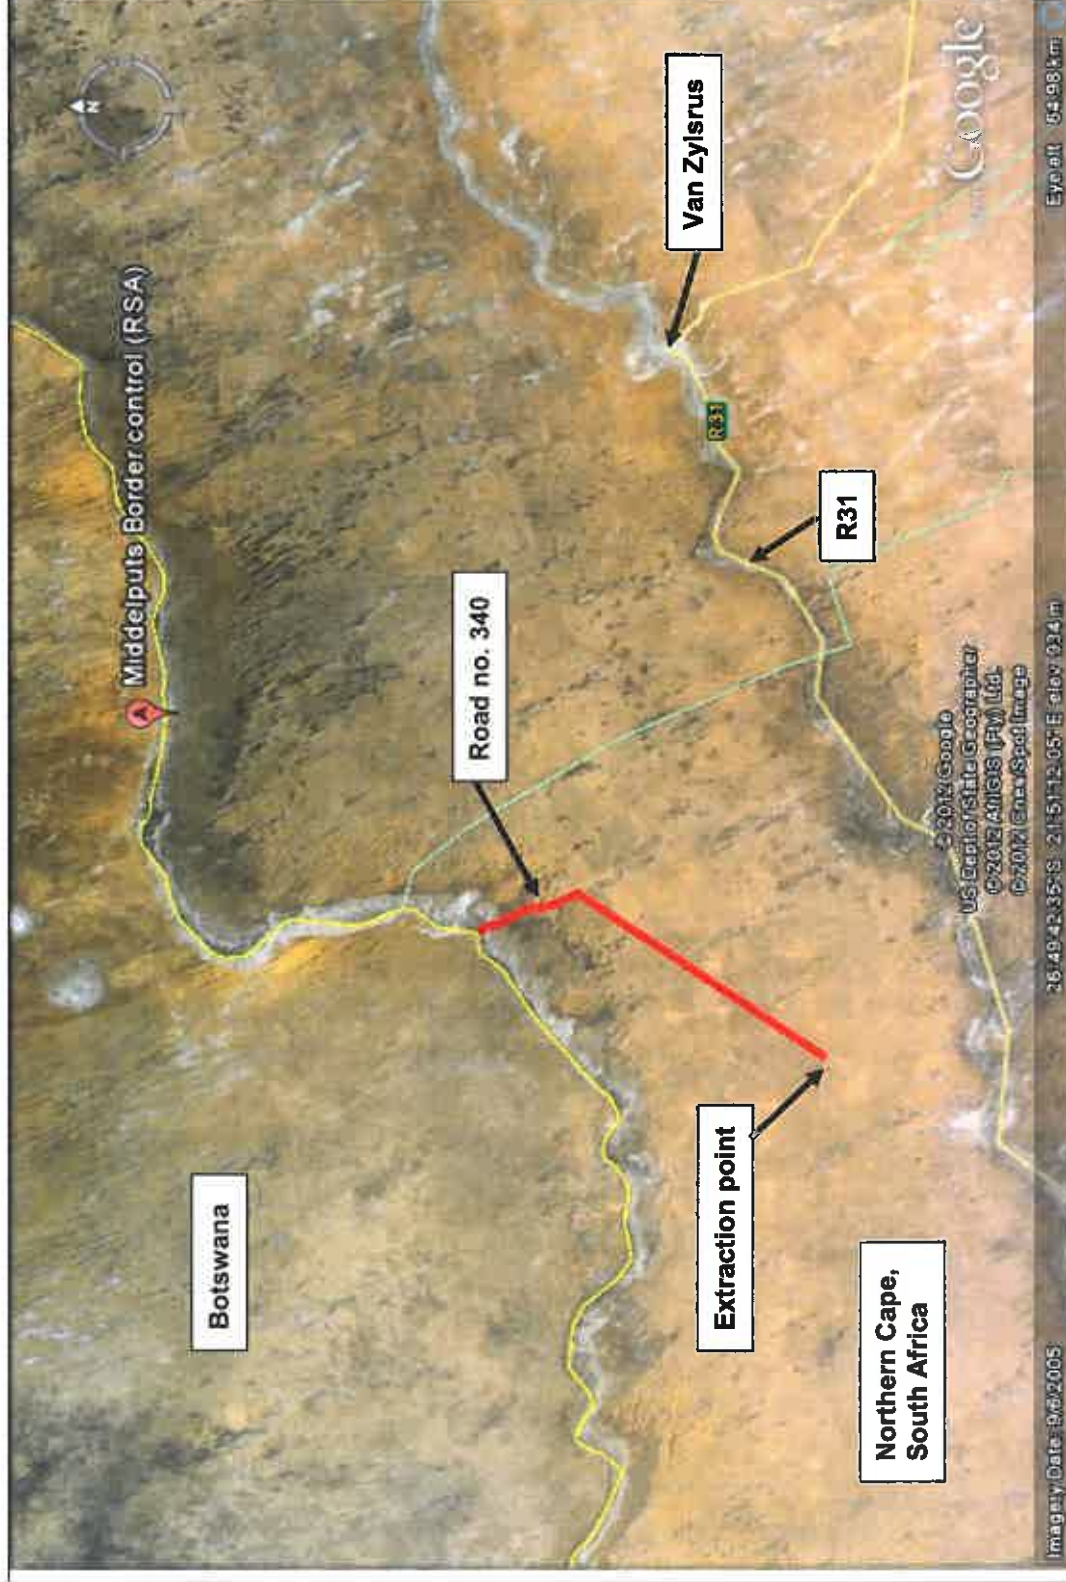 N
Middelputs Border control (RSA)
A
Botswana
Road no. 340
Van Zylsrus
R31
R31
Extraction point
Northern Cape,
South Africa
© 2012 Google
US Dept of State Geographer
© 2012 AfriGIS (Pty) Ltd.
© 2012 Cnes/Spot Image
Google
Imagery Date: 9/6/2005
26°49'42.35" S 21°51'12.05" E elev 934 m
Eye alt 54.98 km